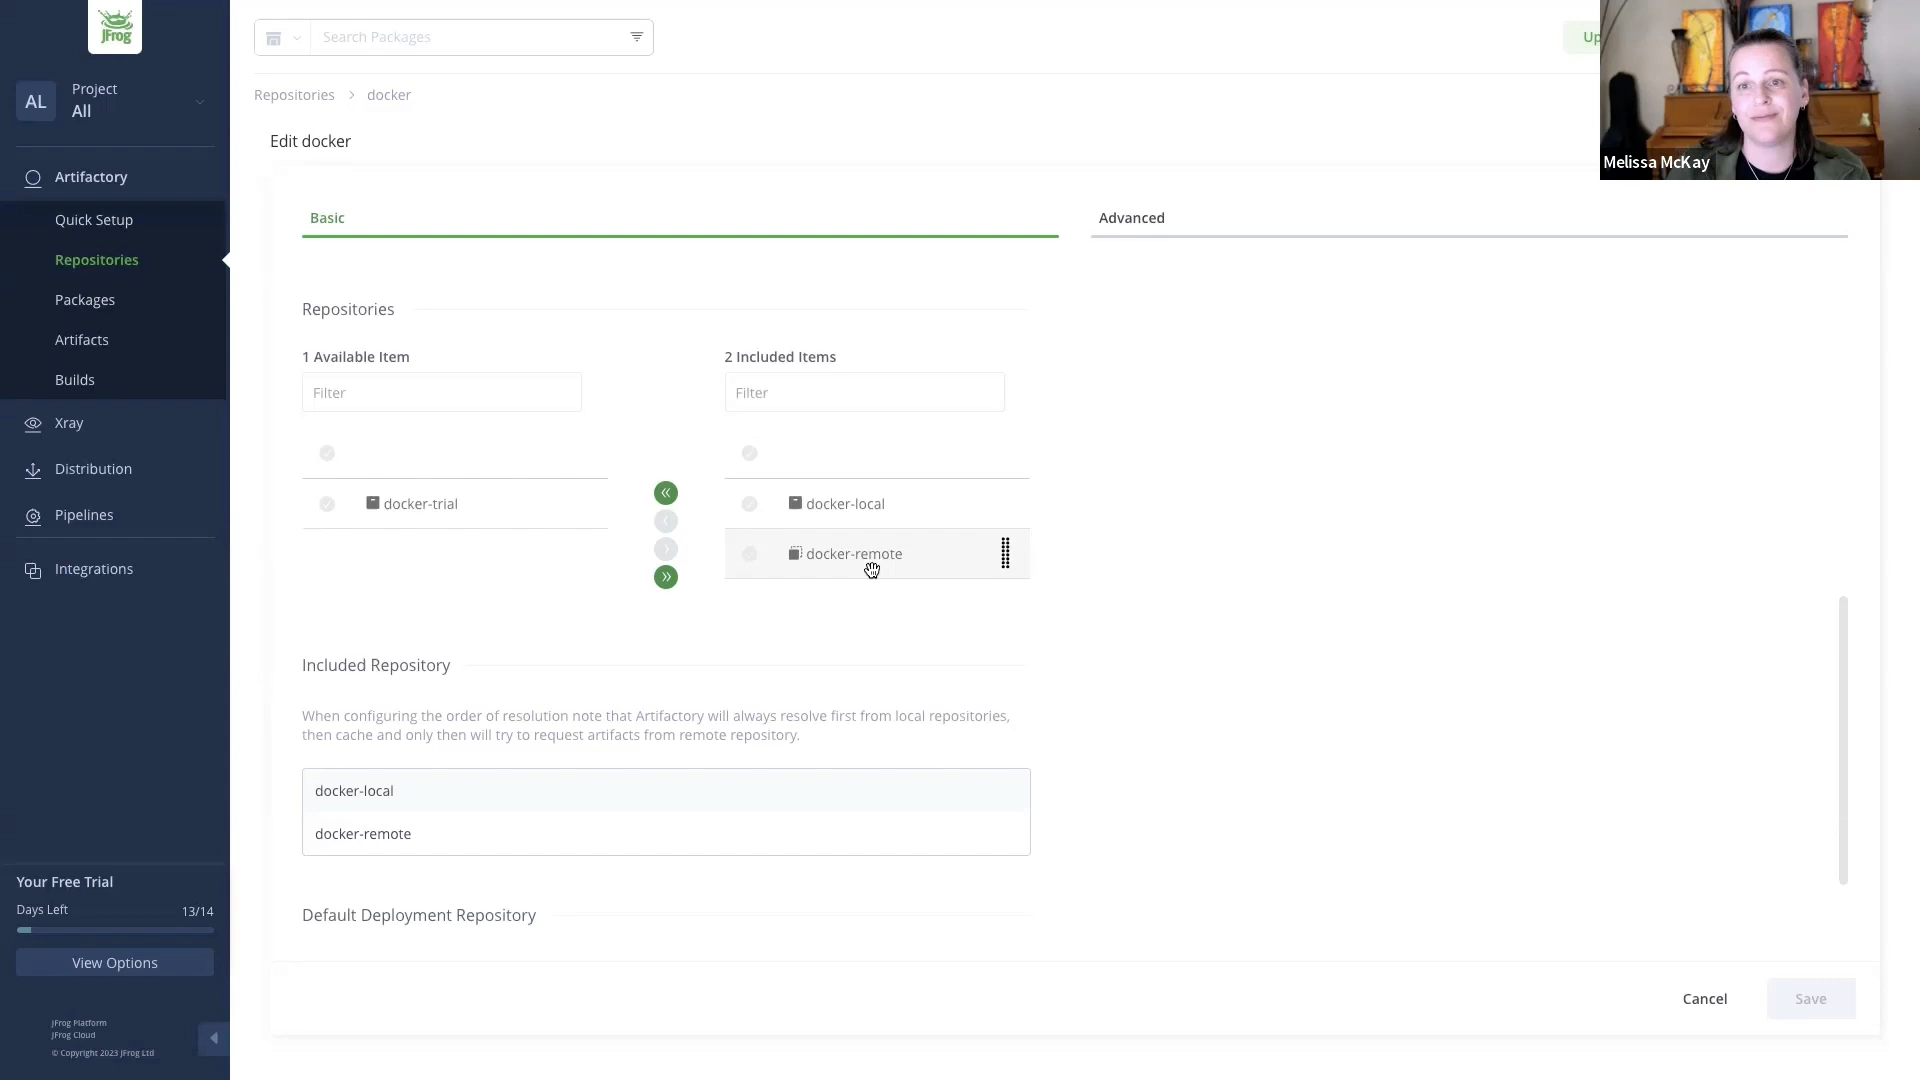 JFrog
Search Packages
Up
Melissa McKay
AL
Project
All
Artifactory
Quick Setup
Repositories
Packages
Artifacts
Builds
Xray
Distribution
Pipelines
Integrations
Your Free Trial
Days Left
13/14
View Options
JFrog Platform
JFrog Cloud
© Copyright 2023 JFrog Ltd
Repositories > docker
Edit docker
Basic
Advanced
Repositories
1 Available Item
2 Included Items
Filter
Filter
docker-trial
docker-local
docker-remote
Included Repository
When configuring the order of resolution note that Artifactory will always resolve first from local repositories,
then cache and only then will try to request artifacts from remote repository.
docker-local
docker-remote
Default Deployment Repository
Cancel
Save